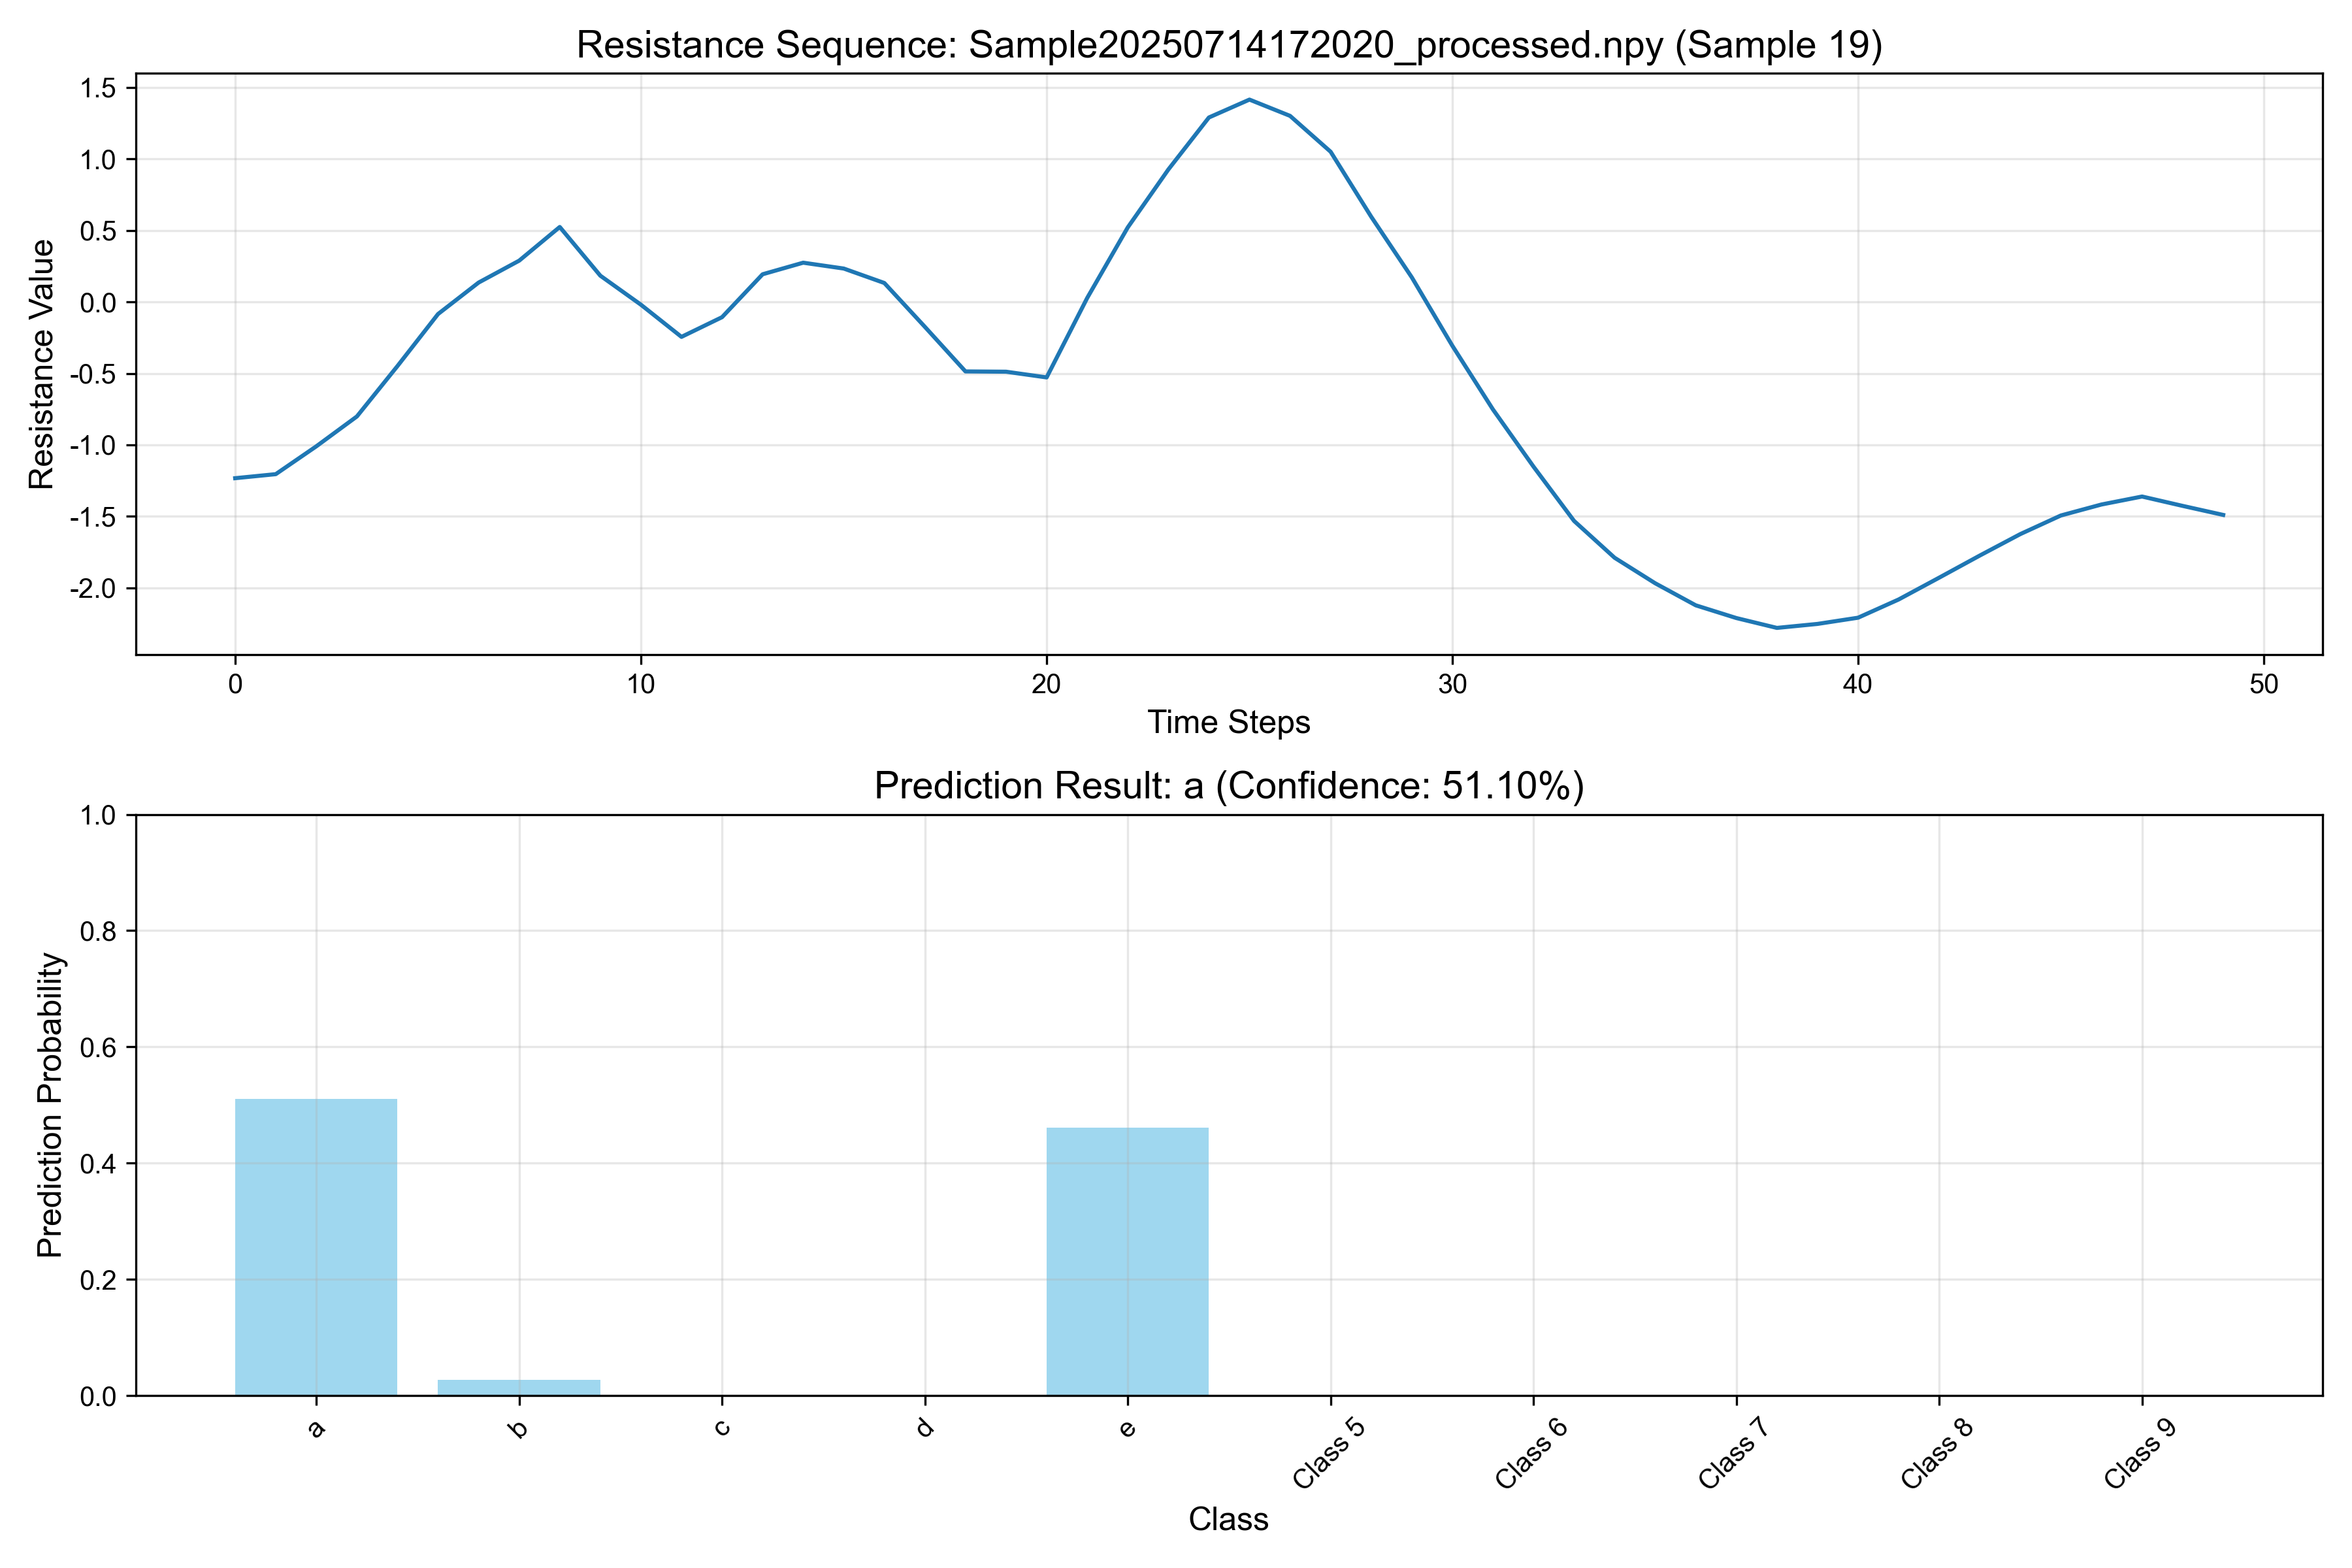 Resistance Sequence: Sample20250714172020_processed.npy (Sample 19)
1.5
1.0
0.5
0.0
-0.5
-1.0
-1.5
-2.0
Resistance Value
0 10 20 30 40 50
Time Steps
Prediction Result: a (Confidence: 51.10%)
1.0
0.8
0.6
0.4
0.2
0.0
Prediction Probability
a b c d e Class 5 Class 6 Class 7 Class 8 Class 9
Class